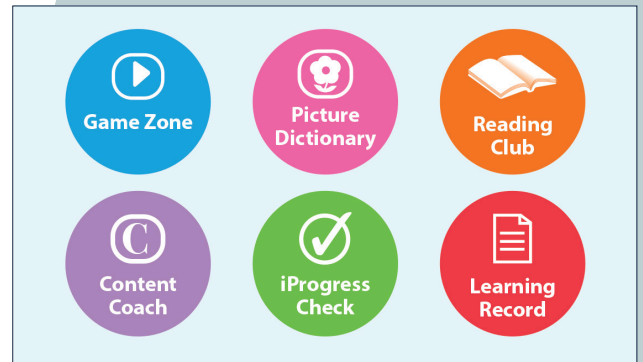 Game Zone
Picture
Dictionary
Reading
Club
C
Content
Coach
iProgress
Check
Learning
Record